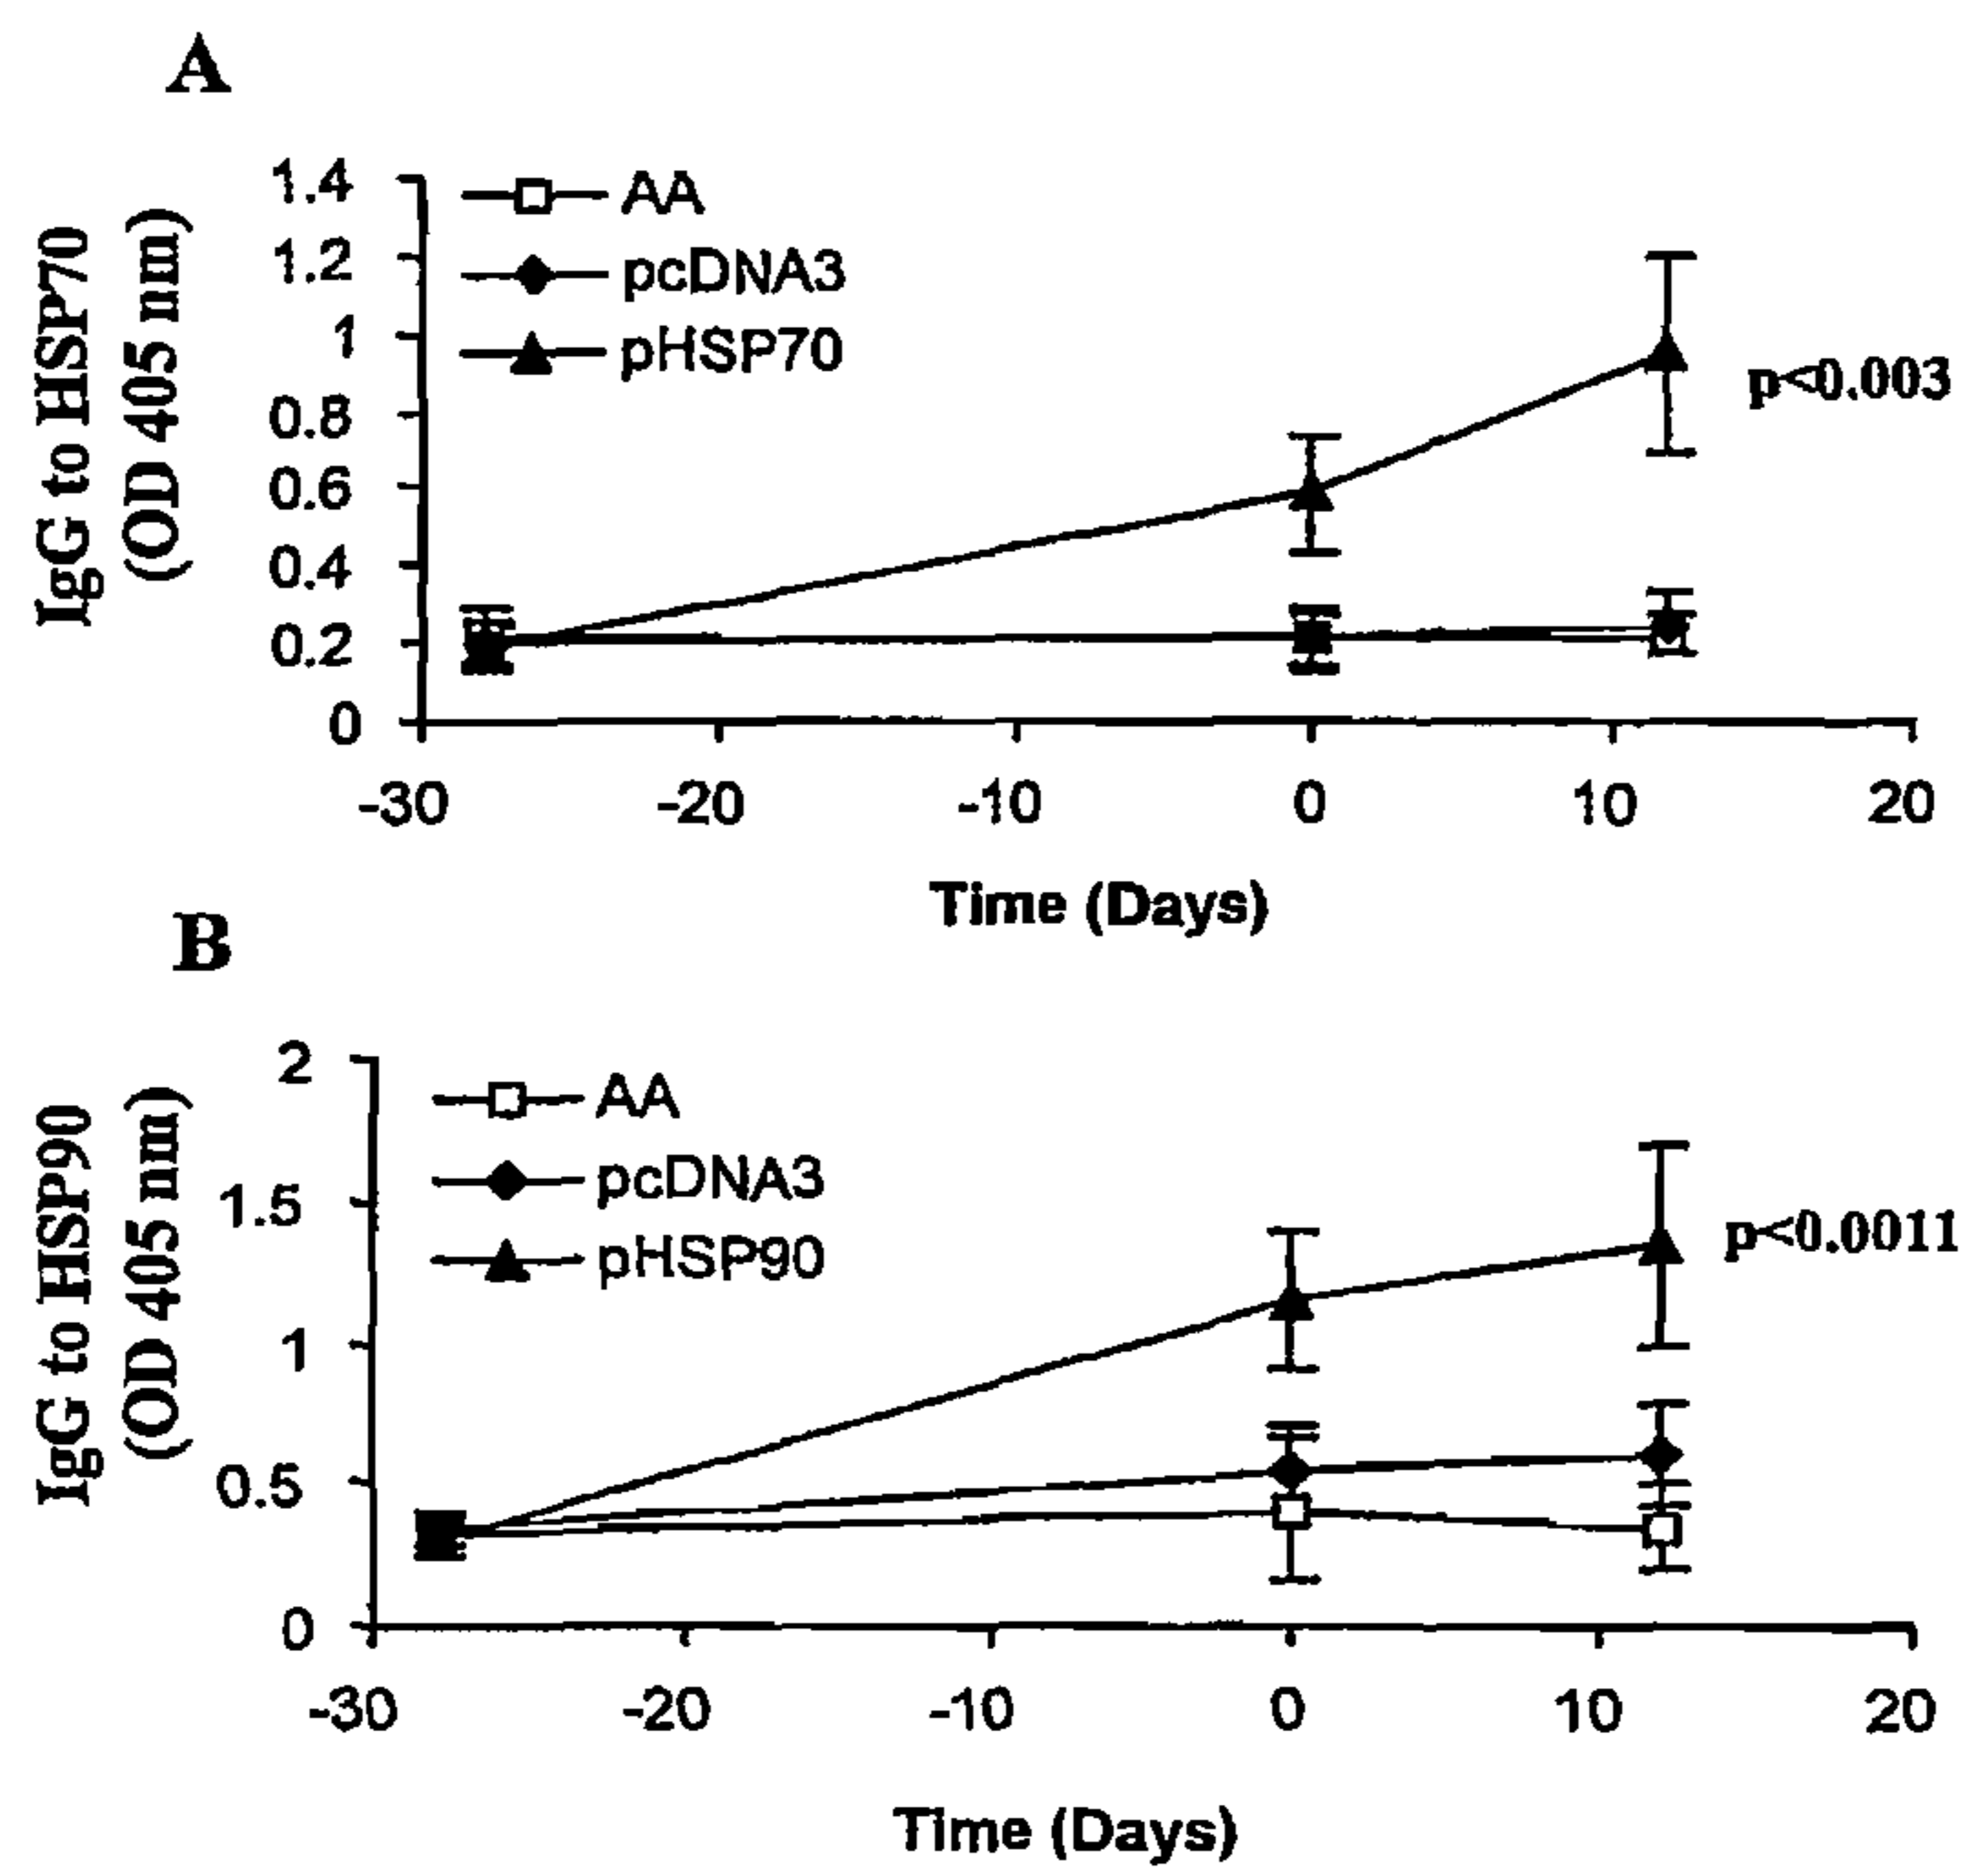 A
IgG to HSP70
(OD 405 nm)
1.4
1.2
1
0.8
0.6
0.4
0.2
0
AA
pcDNA3
pHSP70
p<0.003
-30 -20 -10 0 10 20
Time (Days)
B
IgG to HSP90
(OD 405 nm)
2
1.5
1
0.5
0
AA
pcDNA3
pHSP90
p<0.0011
-30 -20 -10 0 10 20
Time (Days)